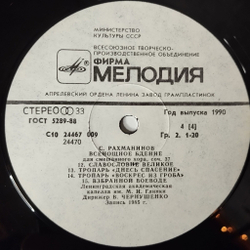 МИНИСТЕРСТВО
КУЛЬТУРЫ СССР
ВСЕСОЮЗНОЕ ТВОРЧЕСКО-
ПРОИЗВОДСТВЕННОЕ ОБЪЕДИНЕНИЕ
ФИРМА
МЕЛОДИЯ
АПРЕЛЕВСКИЙ ОРДЕНА ЛЕНИНА ЗАВОД ГРАМПЛАСТИНОК
СТЕРЕО 33
ГОСТ 5289-88
Год выпуска 1990
С10 24467 009
24470
4 [4]
Гр. 2. 1-20
С. РАХМАНИНОВ
ВСЕНОЩНОЕ БДЕНИЕ
для смешанного хора, соч. 37
12. СЛАВОСЛОВИЕ ВЕЛИКОЕ
13. ТРОПАРЬ «ДНЕСЬ СПАСЕНИЕ»
14. ТРОПАРЬ «ВОСКРЕС ИЗ ГРОБА»
15. ВЗБРАННОЙ ВОЕВОДЕ
Ленинградская академическая
капелла им. М. И. Глинки
Дирижер В. ЧЕРНУШЕНКО
Запись